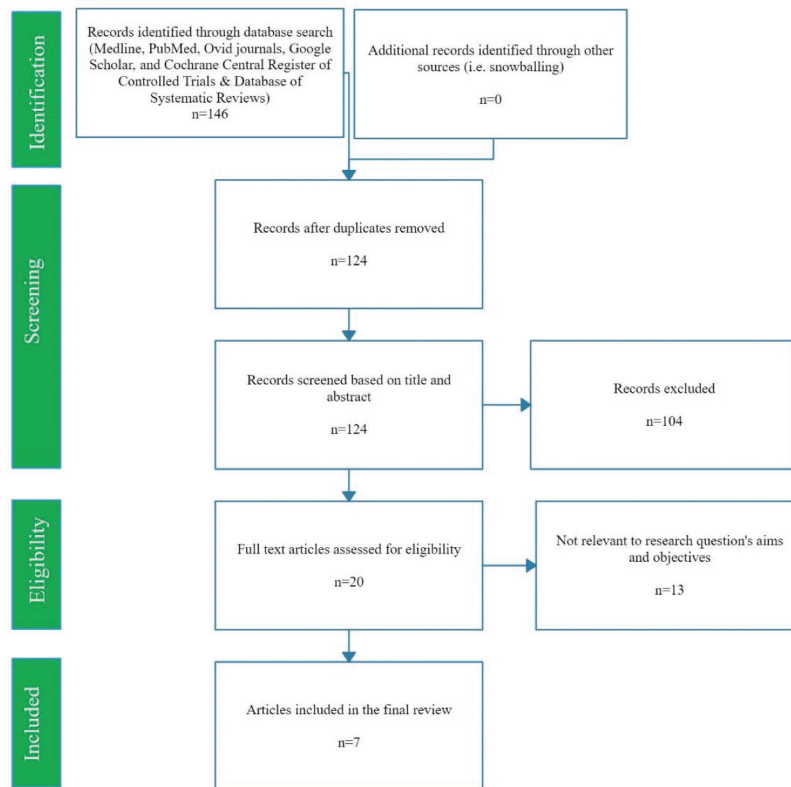 Identification
Records identified through database search
(Medline, PubMed, Ovid journals, Google
Scholar, and Cochrane Central Register of
Controlled Trials & Database of
Systematic Reviews)
n=146
Additional records identified through other
sources (i.e. snowballing)
n=0
Screening
Records after duplicates removed
n=124
Records screened based on title and
abstract
n=124
Records excluded
n=104
Eligibility
Full text articles assessed for eligibility
n=20
Not relevant to research question's aims
and objectives
n=13
Included
Articles included in the final review
n=7